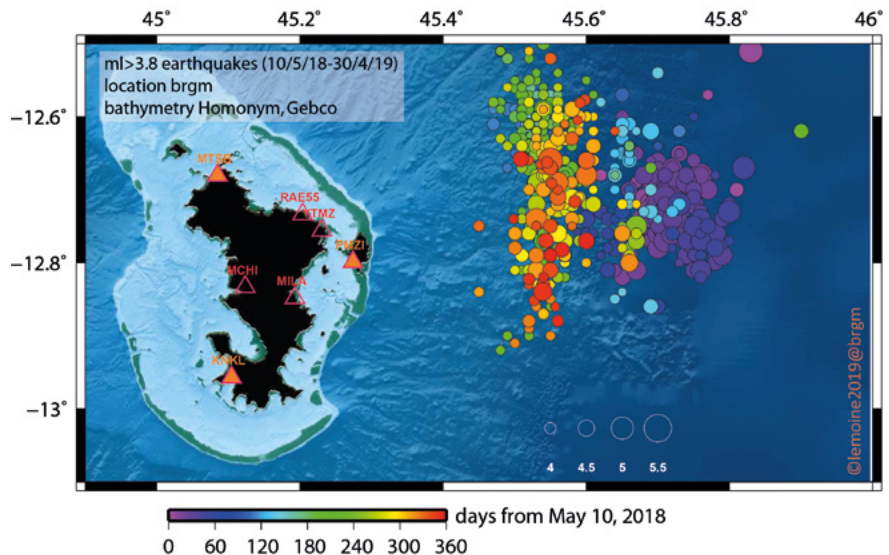 45° 45.2° 45.4° 45.6° 45.8° 46°
ml>3.8 earthquakes (10/5/18-30/4/19)
location brgm
bathymetry Homonym, Gebco
−12.6°
MTSB
RAE55
PMZI
−12.8°
MCHI
MILA
KNKL
−13°
4 4.5 5 5.5
©lemoine2019@brgm
days from May 10, 2018
0 60 120 180 240 300 360